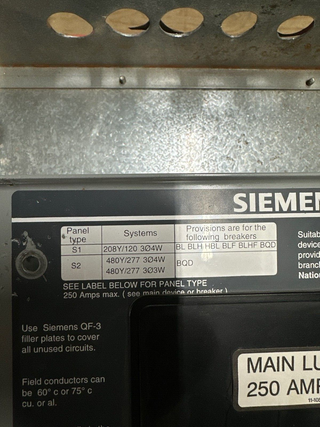 SIEMEN
Panel type Systems Provisions are for the following breakers
S1 208Y/120 3Ø4W BL BLH HBL BLF BLHF BQD
S2 480Y/277 3Ø4W BQD
480Y/277 3Ø3W
SEE LABEL BELOW FOR PANEL TYPE
250 Amps max. ( see main device or breaker )
Suitab
device
provid
branch
Natio
Use Siemens QF-3
filler plates to cover
all unused circuits.
Field conductors can
be 60° c or 75° c
cu. or al.
MAIN LU
250 AMP